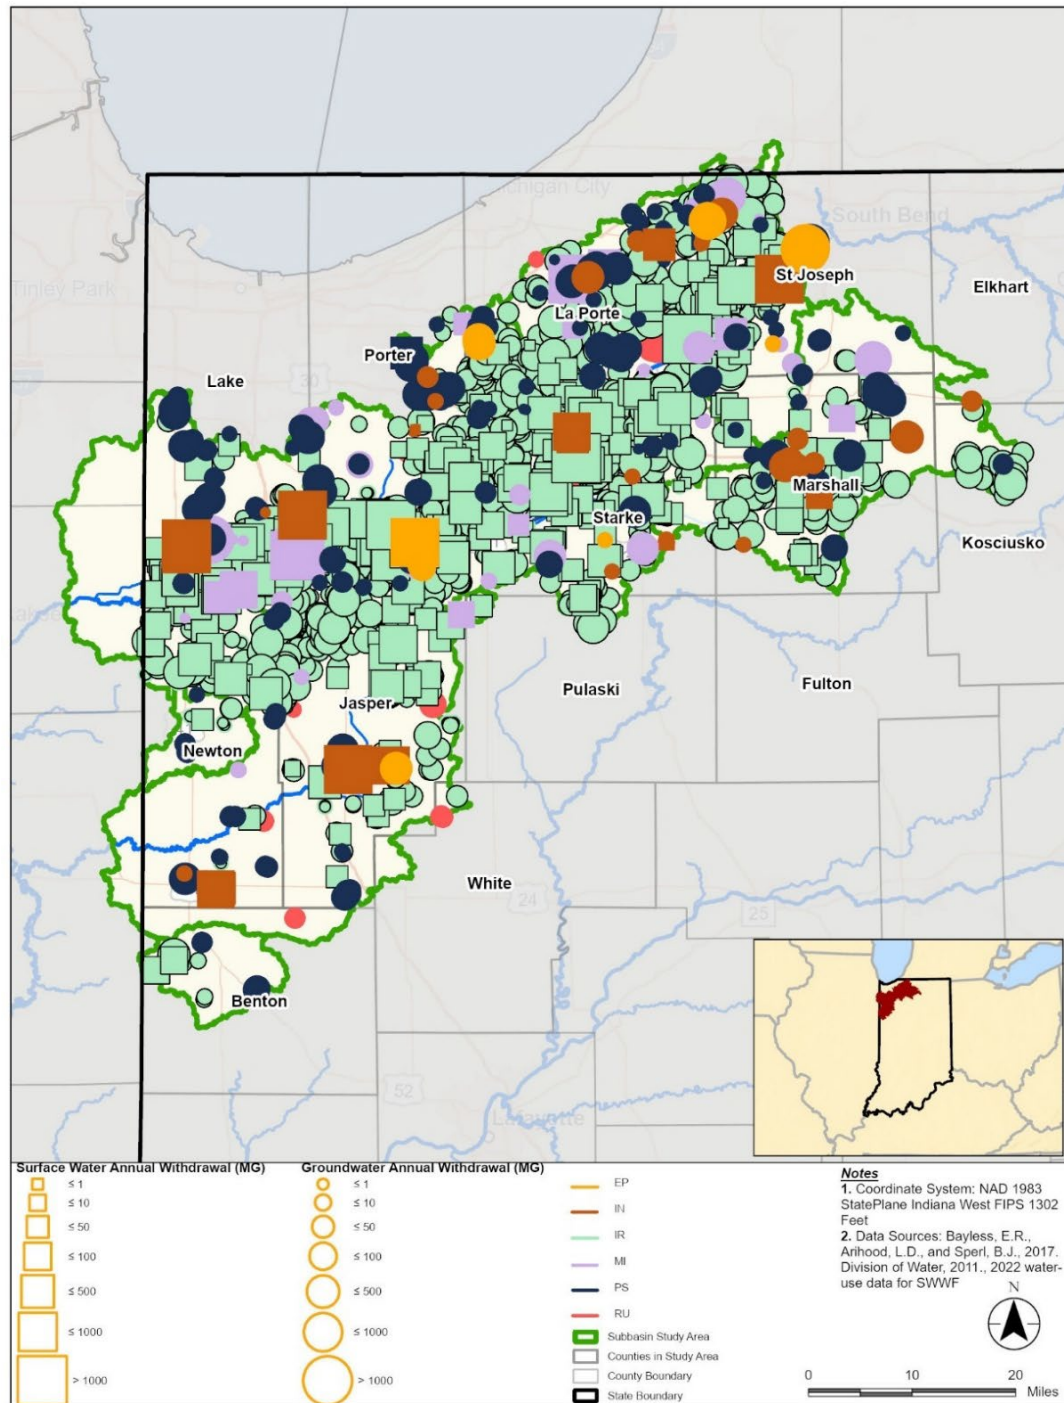 Michigan City
South Bend
Tinley Park
St Joseph
Elkhart
La Porte
Porter
Lake
30
Marshall
Starke
Kosciusko
Pulaski
Fulton
Jasper
Newton
White
24
25
Benton
52
Lafayette
Surface Water Annual Withdrawal (MG)
≤ 1
≤ 10
≤ 50
≤ 100
≤ 500
≤ 1000
> 1000
Groundwater Annual Withdrawal (MG)
≤ 1
≤ 10
≤ 50
≤ 100
≤ 500
≤ 1000
> 1000
EP
IN
IR
MI
PS
RU
Subbasin Study Area
Counties in Study Area
County Boundary
State Boundary
Notes
1. Coordinate System: NAD 1983
StatePlane Indiana West FIPS 1302
Feet
2. Data Sources: Bayless, E.R.,
Arihood, L.D., and Sperl, B.J., 2017.
Division of Water, 2011., 2022 water-
use data for SWWF
N
0 10 20
Miles